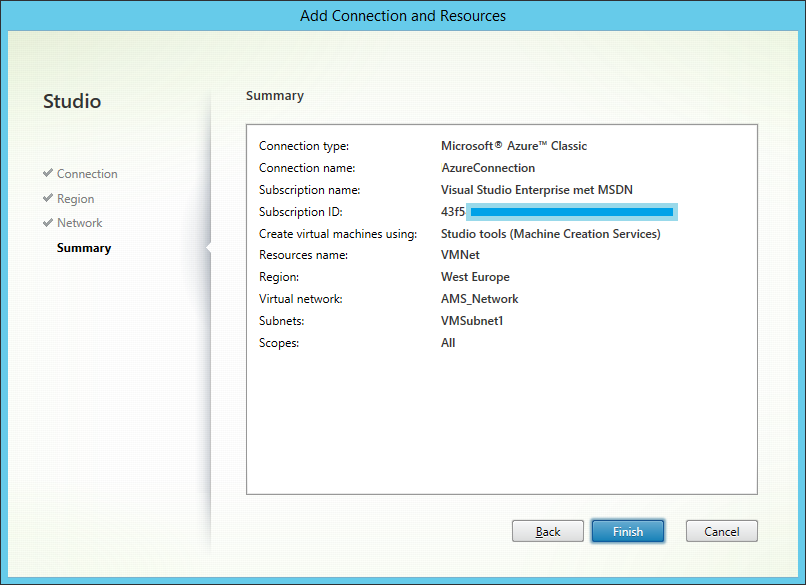 Add Connection and Resources
Studio
Connection
Region
Network
Summary
Summary
Connection type: Microsoft® Azure™ Classic
Connection name: AzureConnection
Subscription name: Visual Studio Enterprise met MSDN
Subscription ID: 43f5
Create virtual machines using: Studio tools (Machine Creation Services)
Resources name: VMNet
Region: West Europe
Virtual network: AMS_Network
Subnets: VMSubnet1
Scopes: All
Back Finish Cancel